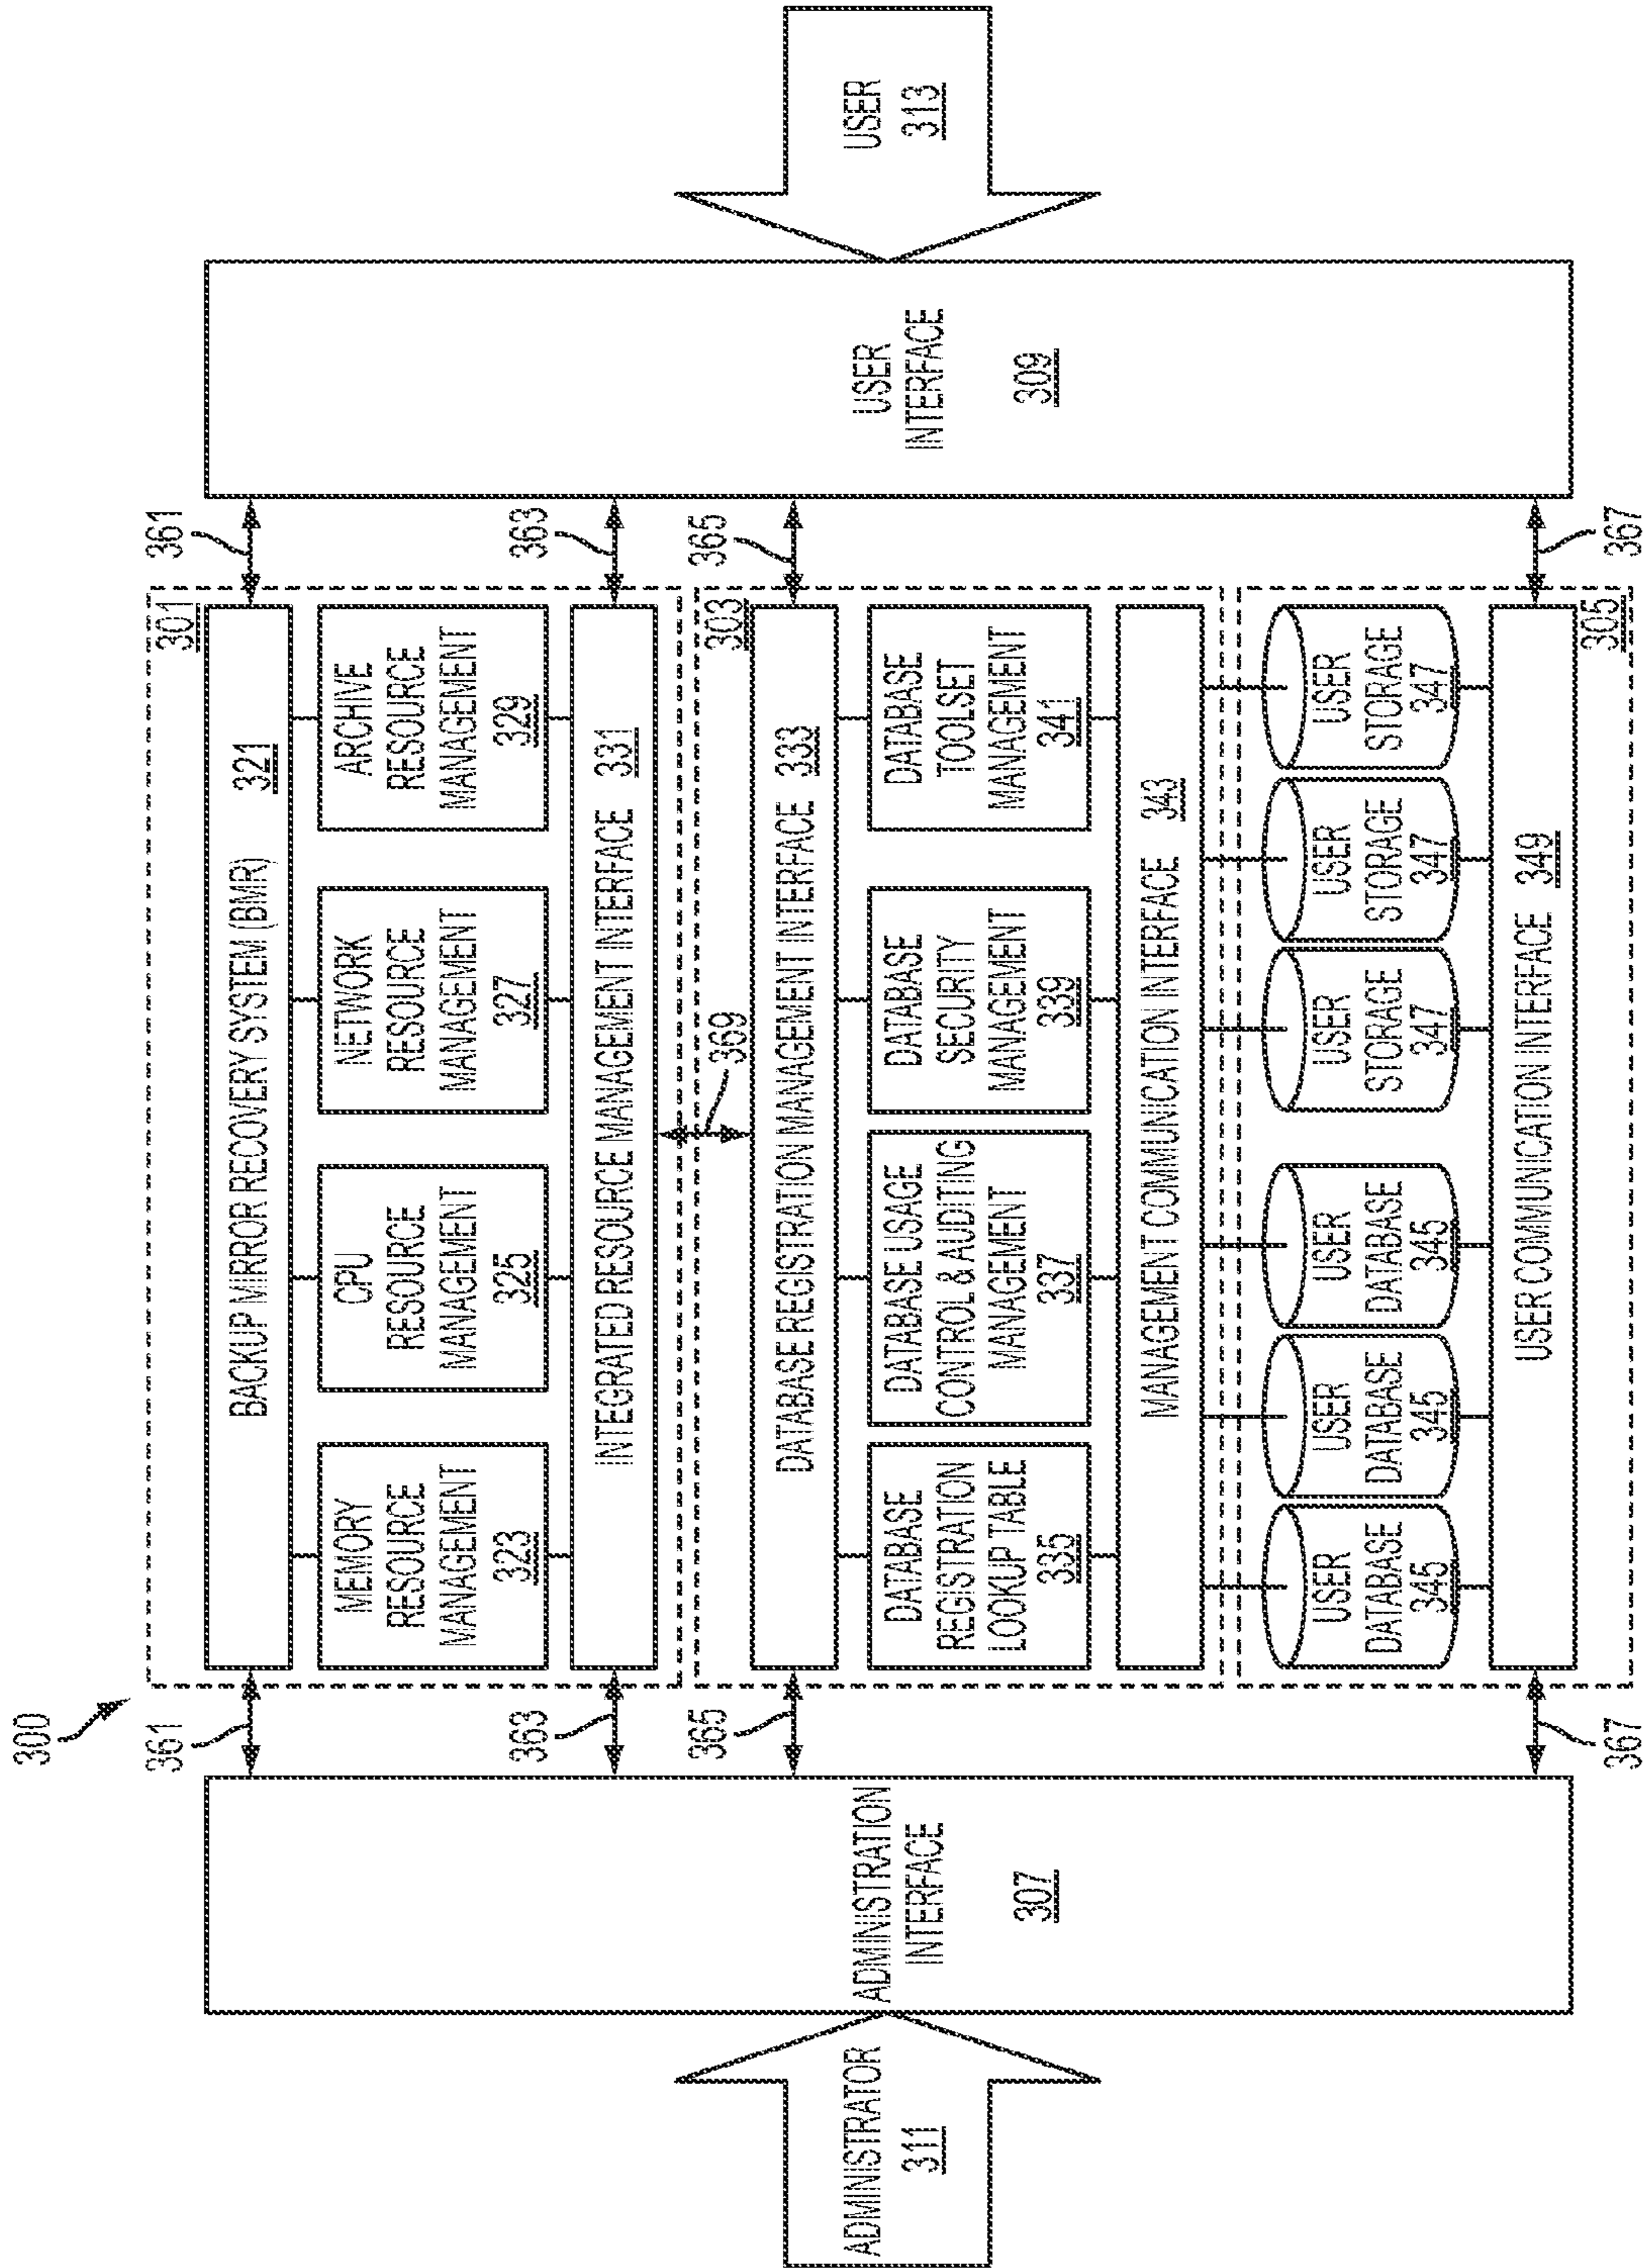 300
361
361
301
BACKUP MIRROR RECOVERY SYSTEM (BMR) 321
MEMORY
RESOURCE
MANAGEMENT
323
CPU
RESOURCE
MANAGEMENT
325
NETWORK
RESOURCE
MANAGEMENT
327
ARCHIVE
RESOURCE
MANAGEMENT
329
363
363
INTEGRATED RESOURCE MANAGEMENT INTERFACE 331
369
303
365
365
DATABASE REGISTRATION MANAGEMENT INTERFACE 333
ADMINISTRATOR
311
ADMINISTRATION
INTERFACE
307
DATABASE
REGISTRATION
LOOKUP TABLE
335
DATABASE USAGE
CONTROL & AUDITING
MANAGEMENT
337
DATABASE
SECURITY
MANAGEMENT
339
DATABASE
TOOLSET
MANAGEMENT
341
USER
INTERFACE
309
USER
313
MANAGEMENT COMMUNICATION INTERFACE 343
USER
DATABASE
345
USER
DATABASE
345
USER
DATABASE
345
USER
STORAGE
347
USER
STORAGE
347
USER
STORAGE
347
USER COMMUNICATION INTERFACE 349
305
367
367